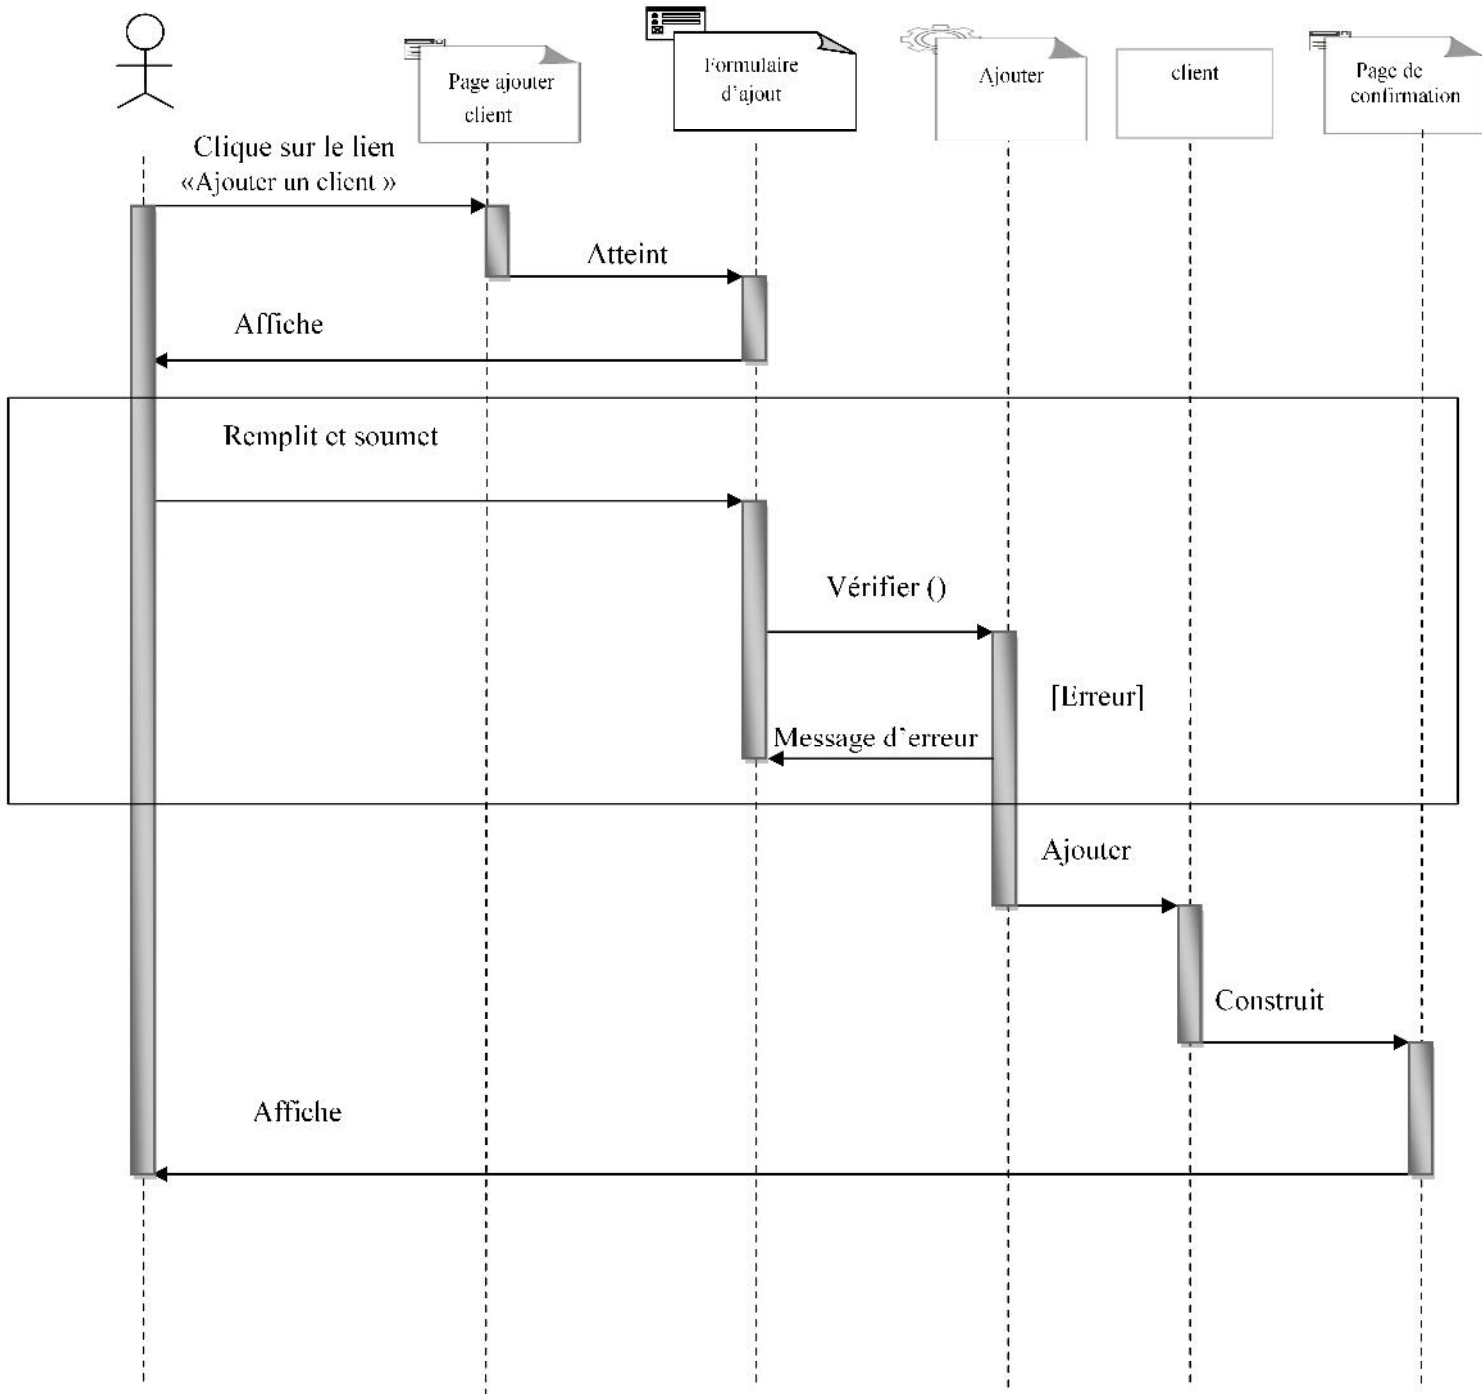 Page ajouter
client
Formulaire
d'ajout
Ajouter
client
Page de
confirmation
Clique sur le lien
«Ajouter un client »
Atteint
Affiche
Remplit et soumet
Vérifier ()
[Erreur]
Message d'erreur
Ajouter
Construit
Affiche